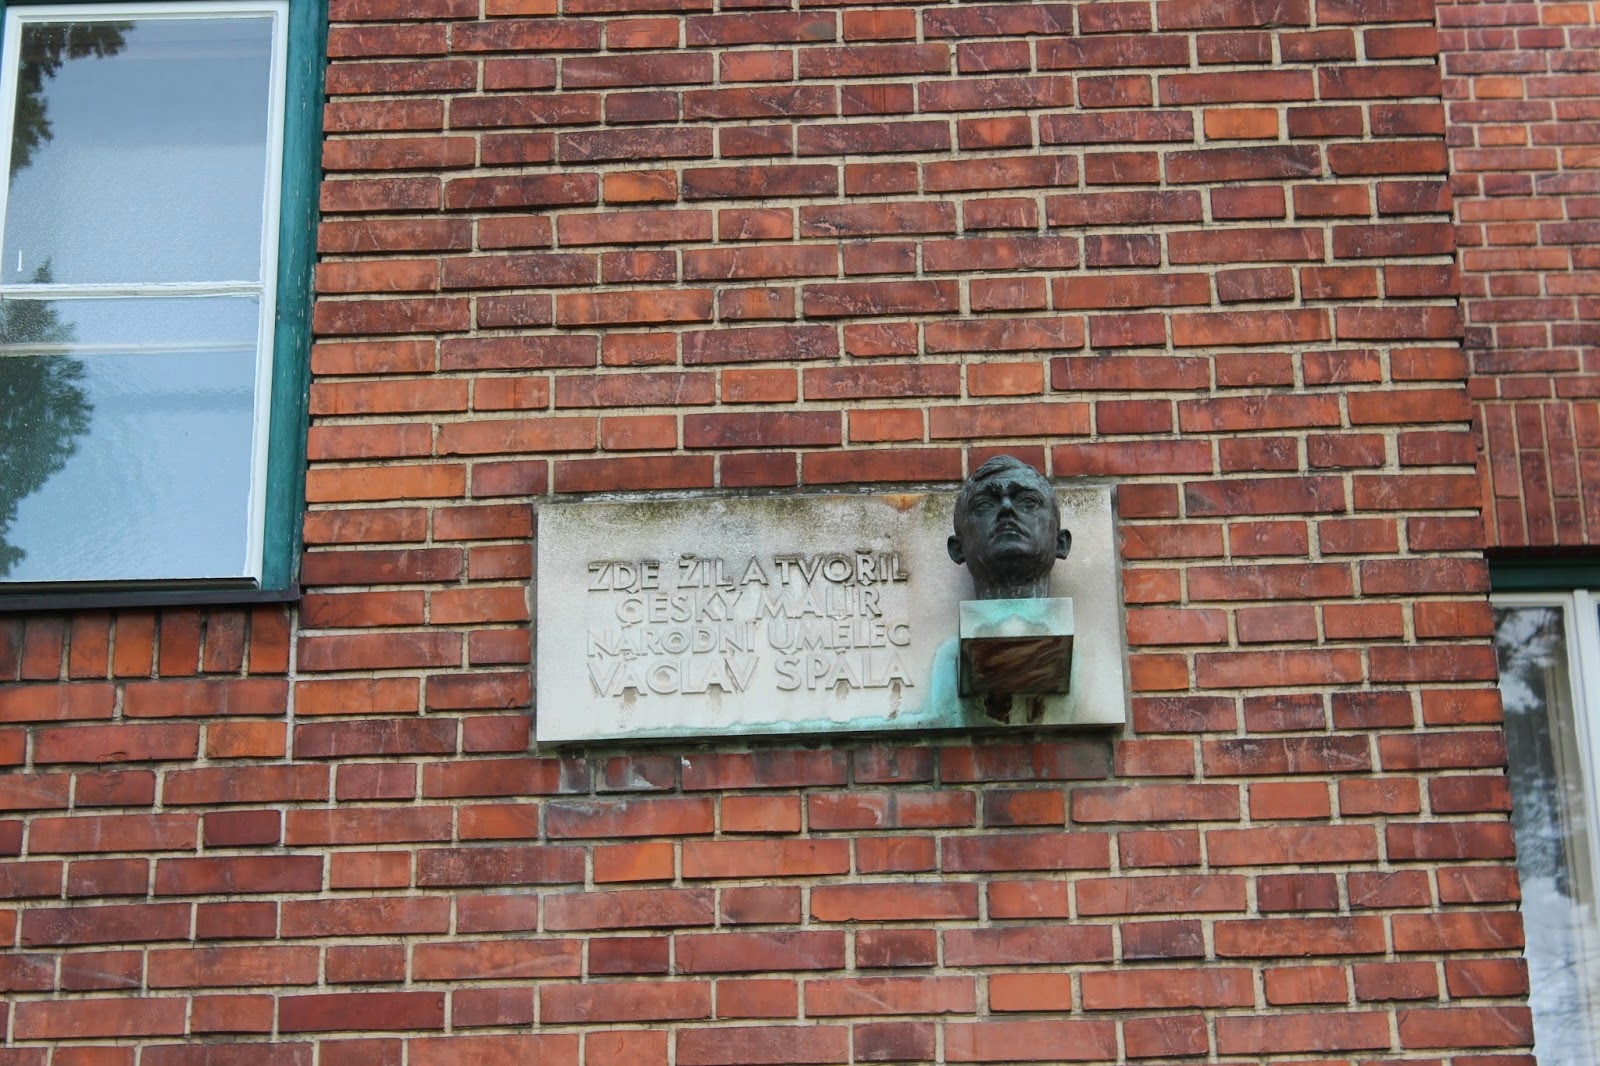 ZDE ŽIL A TVOŘIL
ČESKÝ MALÍŘ
NÁRODNÍ UMĚLEC
VÁCLAV ŠPÁLA